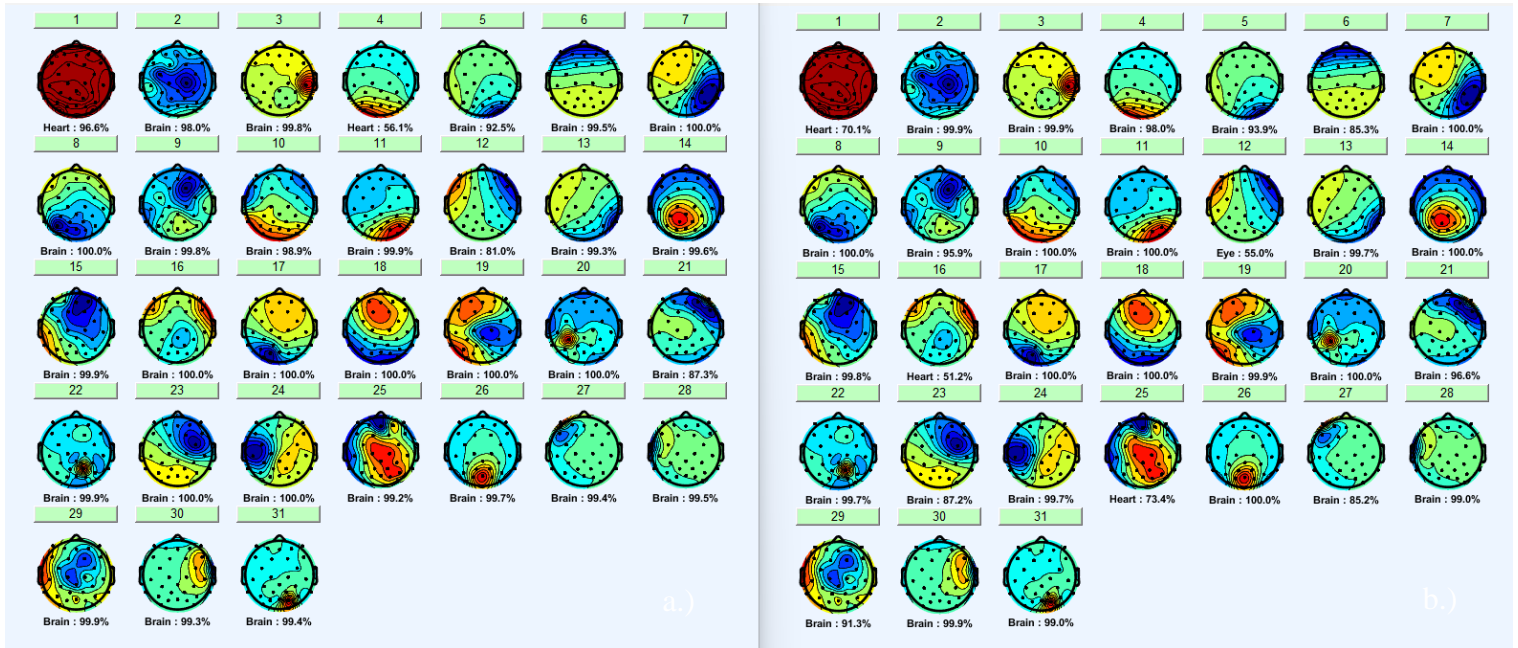 1 2 3 4 5 6 7
Heart : 96.6% Brain : 98.0% Brain : 99.8% Heart : 56.1% Brain : 92.5% Brain : 99.5% Brain : 100.0%
8 9 10 11 12 13 14
Brain : 100.0% Brain : 99.8% Brain : 98.9% Brain : 99.9% Brain : 81.0% Brain : 99.3% Brain : 99.6%
15 16 17 18 19 20 21
Brain : 99.9% Brain : 100.0% Brain : 100.0% Brain : 100.0% Brain : 100.0% Brain : 100.0% Brain : 87.3%
22 23 24 25 26 27 28
Brain : 99.9% Brain : 100.0% Brain : 100.0% Brain : 99.2% Brain : 99.7% Brain : 99.4% Brain : 99.5%
29 30 31
Brain : 99.9% Brain : 99.3% Brain : 99.4%
a.)
1 2 3 4 5 6 7
Heart : 70.1% Brain : 99.9% Brain : 99.9% Brain : 98.0% Brain : 93.9% Brain : 85.3% Brain : 100.0%
8 9 10 11 12 13 14
Brain : 100.0% Brain : 95.9% Brain : 100.0% Brain : 100.0% Eye : 55.0% Brain : 99.7% Brain : 100.0%
15 16 17 18 19 20 21
Brain : 99.8% Heart : 51.2% Brain : 100.0% Brain : 100.0% Brain : 99.9% Brain : 100.0% Brain : 96.6%
22 23 24 25 26 27 28
Brain : 99.7% Brain : 87.2% Brain : 99.7% Heart : 73.4% Brain : 100.0% Brain : 85.2% Brain : 99.0%
29 30 31
Brain : 91.3% Brain : 99.9% Brain : 99.0%
b.)